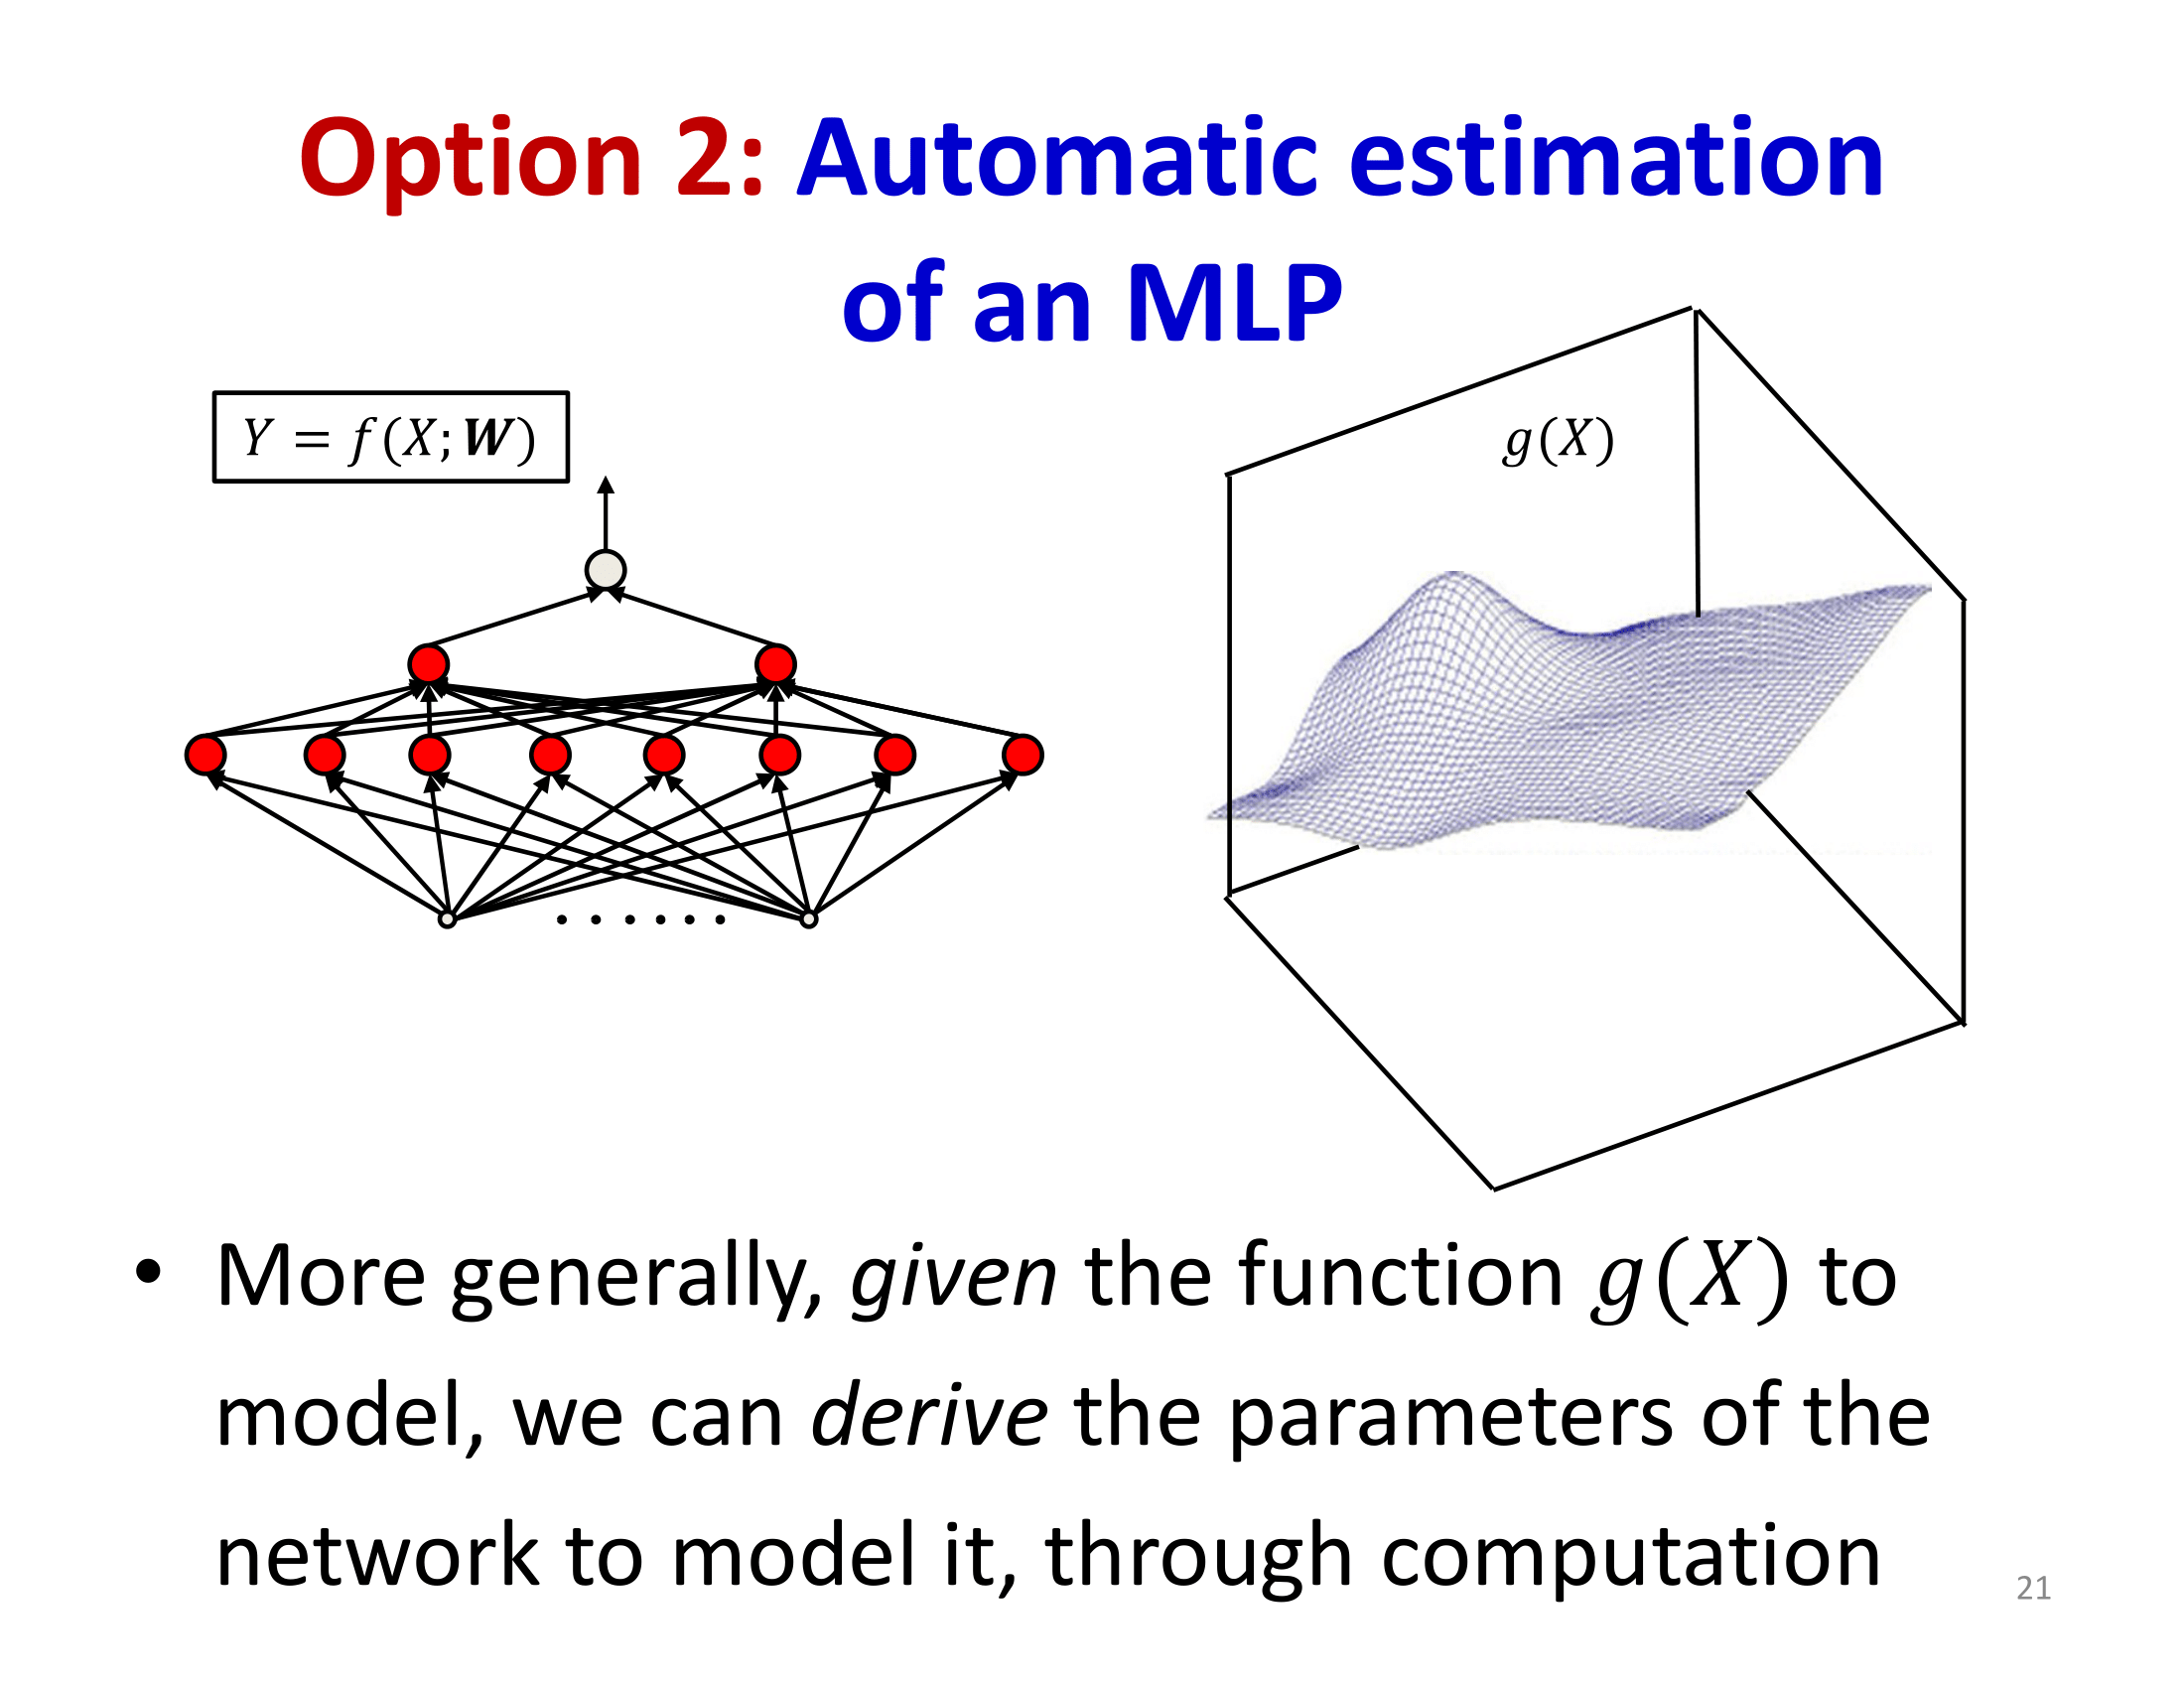 Option 2: Automatic estimation
of an MLP
Y = f(X; W)
g(X)
• More generally, given the function g(X) to
model, we can derive the parameters of the
network to model it, through computation
21